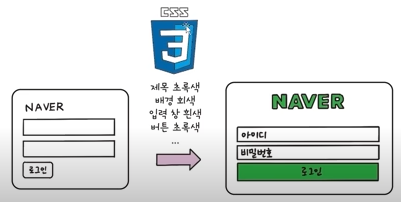 CSS
3
제목 초록색
배경 회색
입력 창 흰색
버튼 초록색
...
NAVER
로그인
NAVER
아이디
비밀번호
로그인